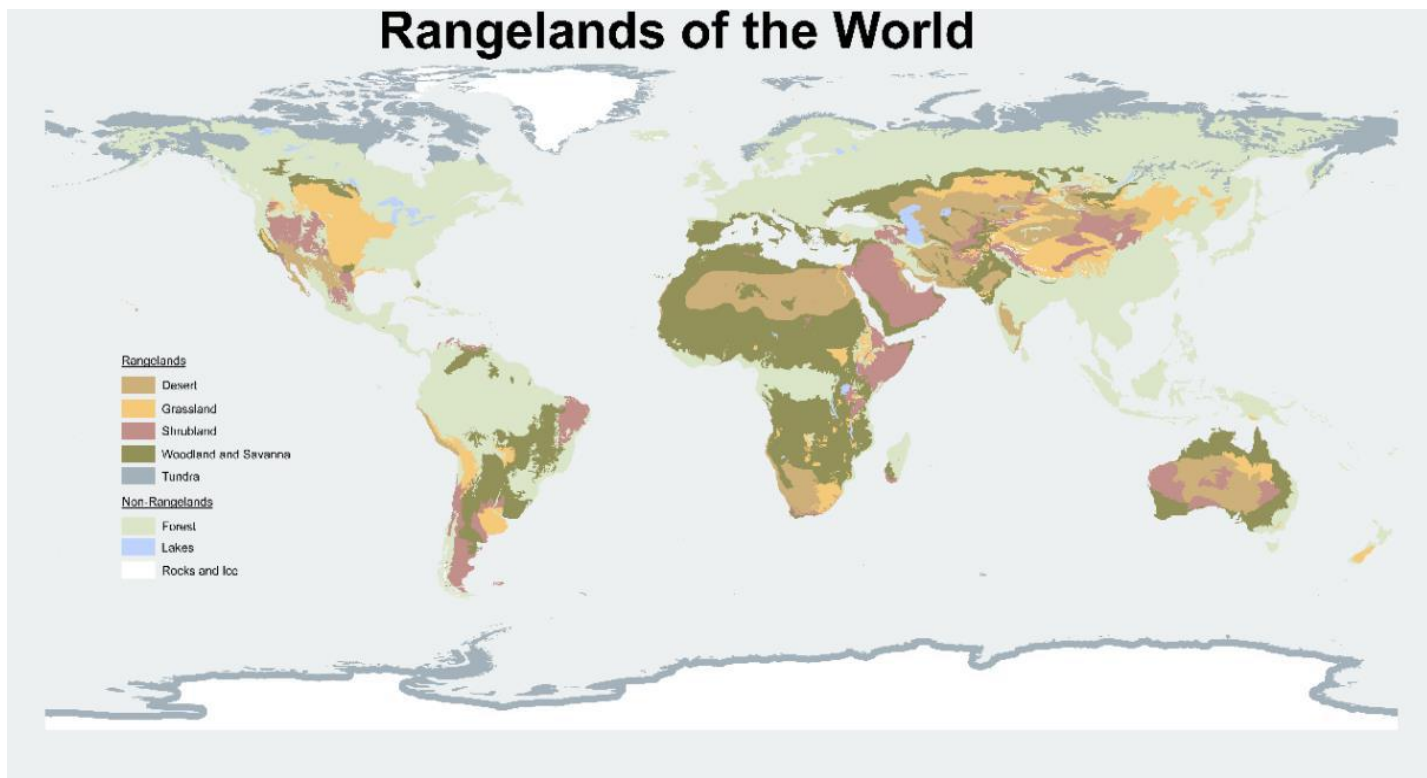 Rangelands of the World
Rangelands
Desert
Grassland
Shrubland
Woodland and Savanna
Tundra
Non-Rangelands
Forest
Lakes
Rocks and Ice